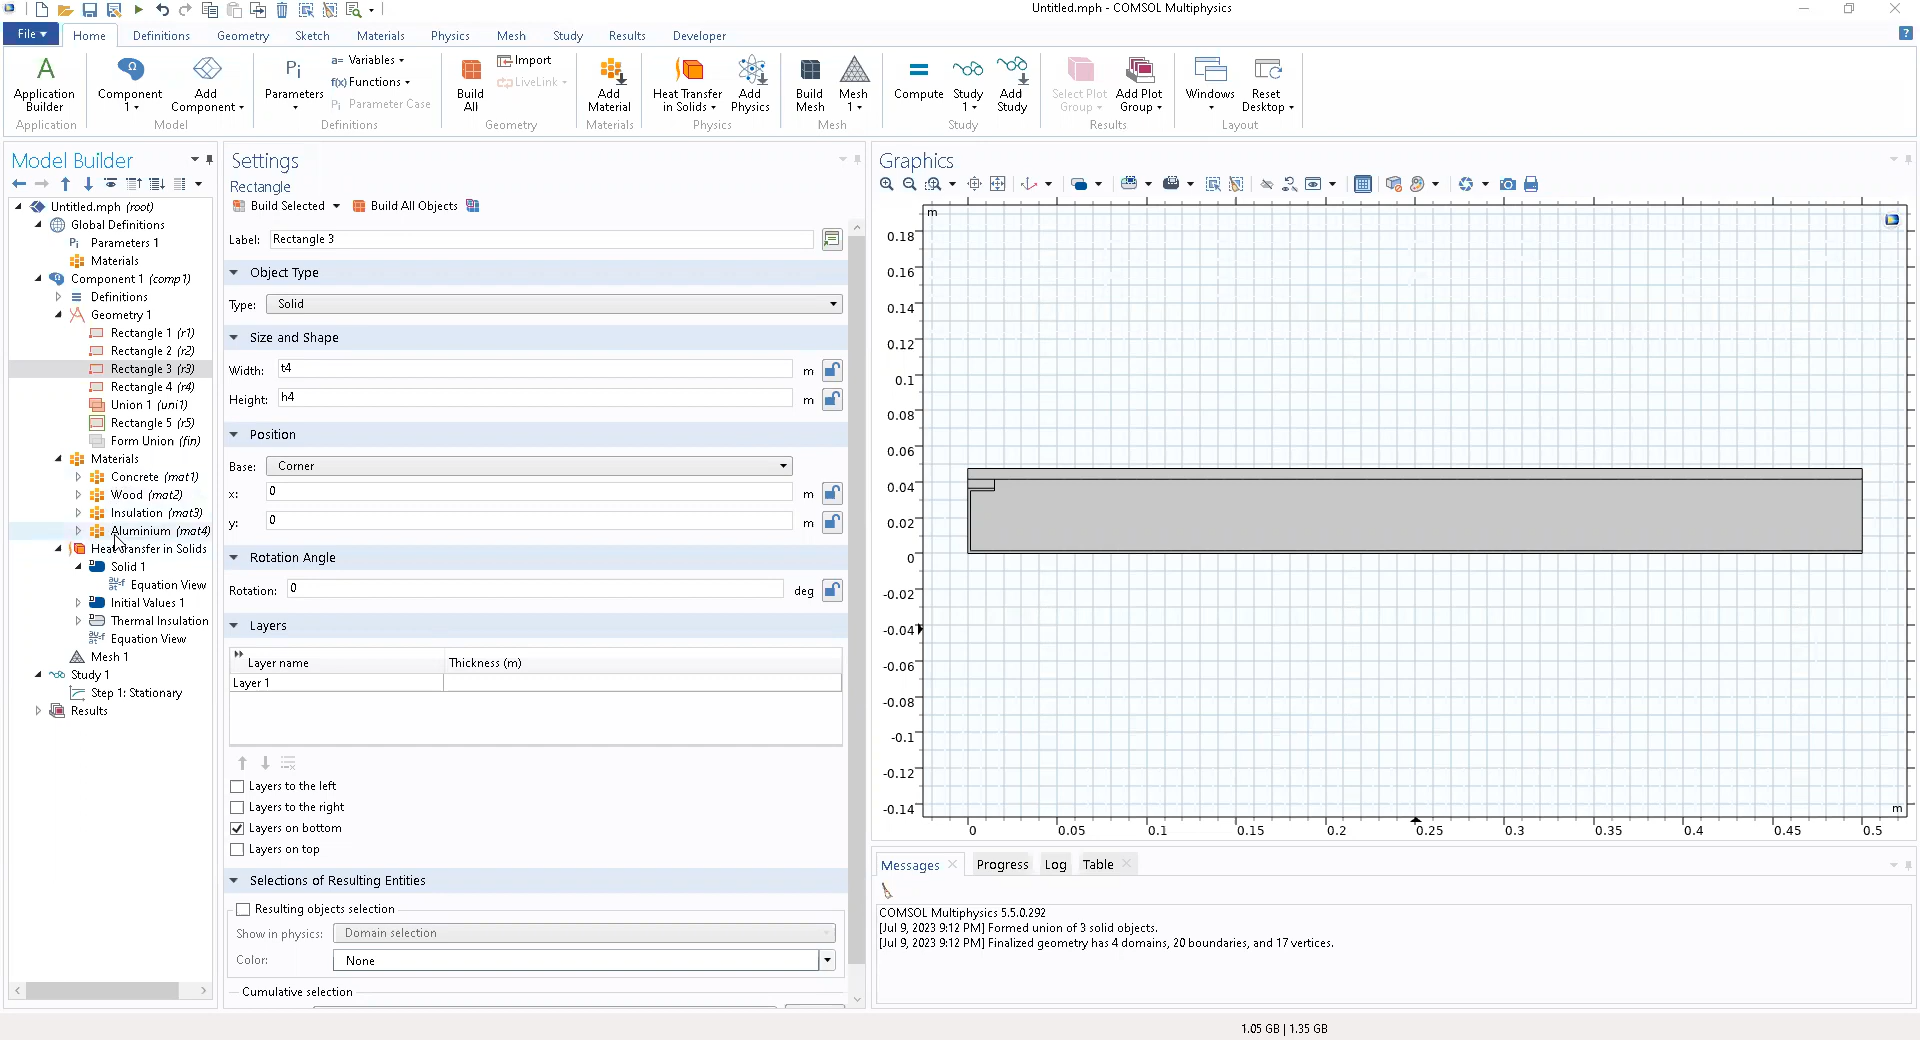 Untitled.mph - COMSOL Multiphysics
File
Home
Definitions
Geometry
Sketch
Materials
Physics
Mesh
Study
Results
Developer
?
A
Application
Builder
Application
Component
1
Add
Component
Model
Pi
Parameters
a= Variables
f(x) Functions
Pi Parameter Case
Definitions
Build
All
Import
LiveLink
Geometry
Add
Material
Materials
Heat Transfer
in Solids
Add
Physics
Physics
Build
Mesh
Mesh
1
Mesh
Compute
Study
1
Add
Study
Study
Select Plot
Group
Add Plot
Group
Results
Windows
Reset
Desktop
Layout
Model Builder
Untitled.mph (root)
Global Definitions
Pi Parameters 1
Materials
Component 1 (comp1)
Definitions
Geometry 1
Rectangle 1 (r1)
Rectangle 2 (r2)
Rectangle 3 (r3)
Rectangle 4 (r4)
Union 1 (uni1)
Rectangle 5 (r5)
Form Union (fin)
Materials
Concrete (mat1)
Wood (mat2)
Insulation (mat3)
Aluminium (mat4)
Heat Transfer in Solids
Solid 1
Equation View
Initial Values 1
Thermal Insulation
Equation View
Mesh 1
Study 1
Step 1: Stationary
Results
Settings
Rectangle
Build Selected
Build All Objects
Label: Rectangle 3
Object Type
Type: Solid
Size and Shape
Width: t4 m
Height: h4 m
Position
Base: Corner
x: 0 m
y: 0 m
Rotation Angle
Rotation: 0 deg
Layers
Layer name Thickness (m)
Layer 1
Layers to the left
Layers to the right
Layers on bottom
Layers on top
Selections of Resulting Entities
Resulting objects selection
Show in physics: Domain selection
Color: None
Cumulative selection
Graphics
m
0.18
0.16
0.14
0.12
0.1
0.08
0.06
0.04
0.02
0
-0.02
-0.04
-0.06
-0.08
-0.1
-0.12
-0.14
m
0 0.05 0.1 0.15 0.2 0.25 0.3 0.35 0.4 0.45 0.5
Messages
Progress
Log
Table
COMSOL Multiphysics 5.5.0.292
[Jul 9, 2023 9:12 PM] Formed union of 3 solid objects.
[Jul 9, 2023 9:12 PM] Finalized geometry has 4 domains, 20 boundaries, and 17 vertices.
1.05 GB | 1.35 GB